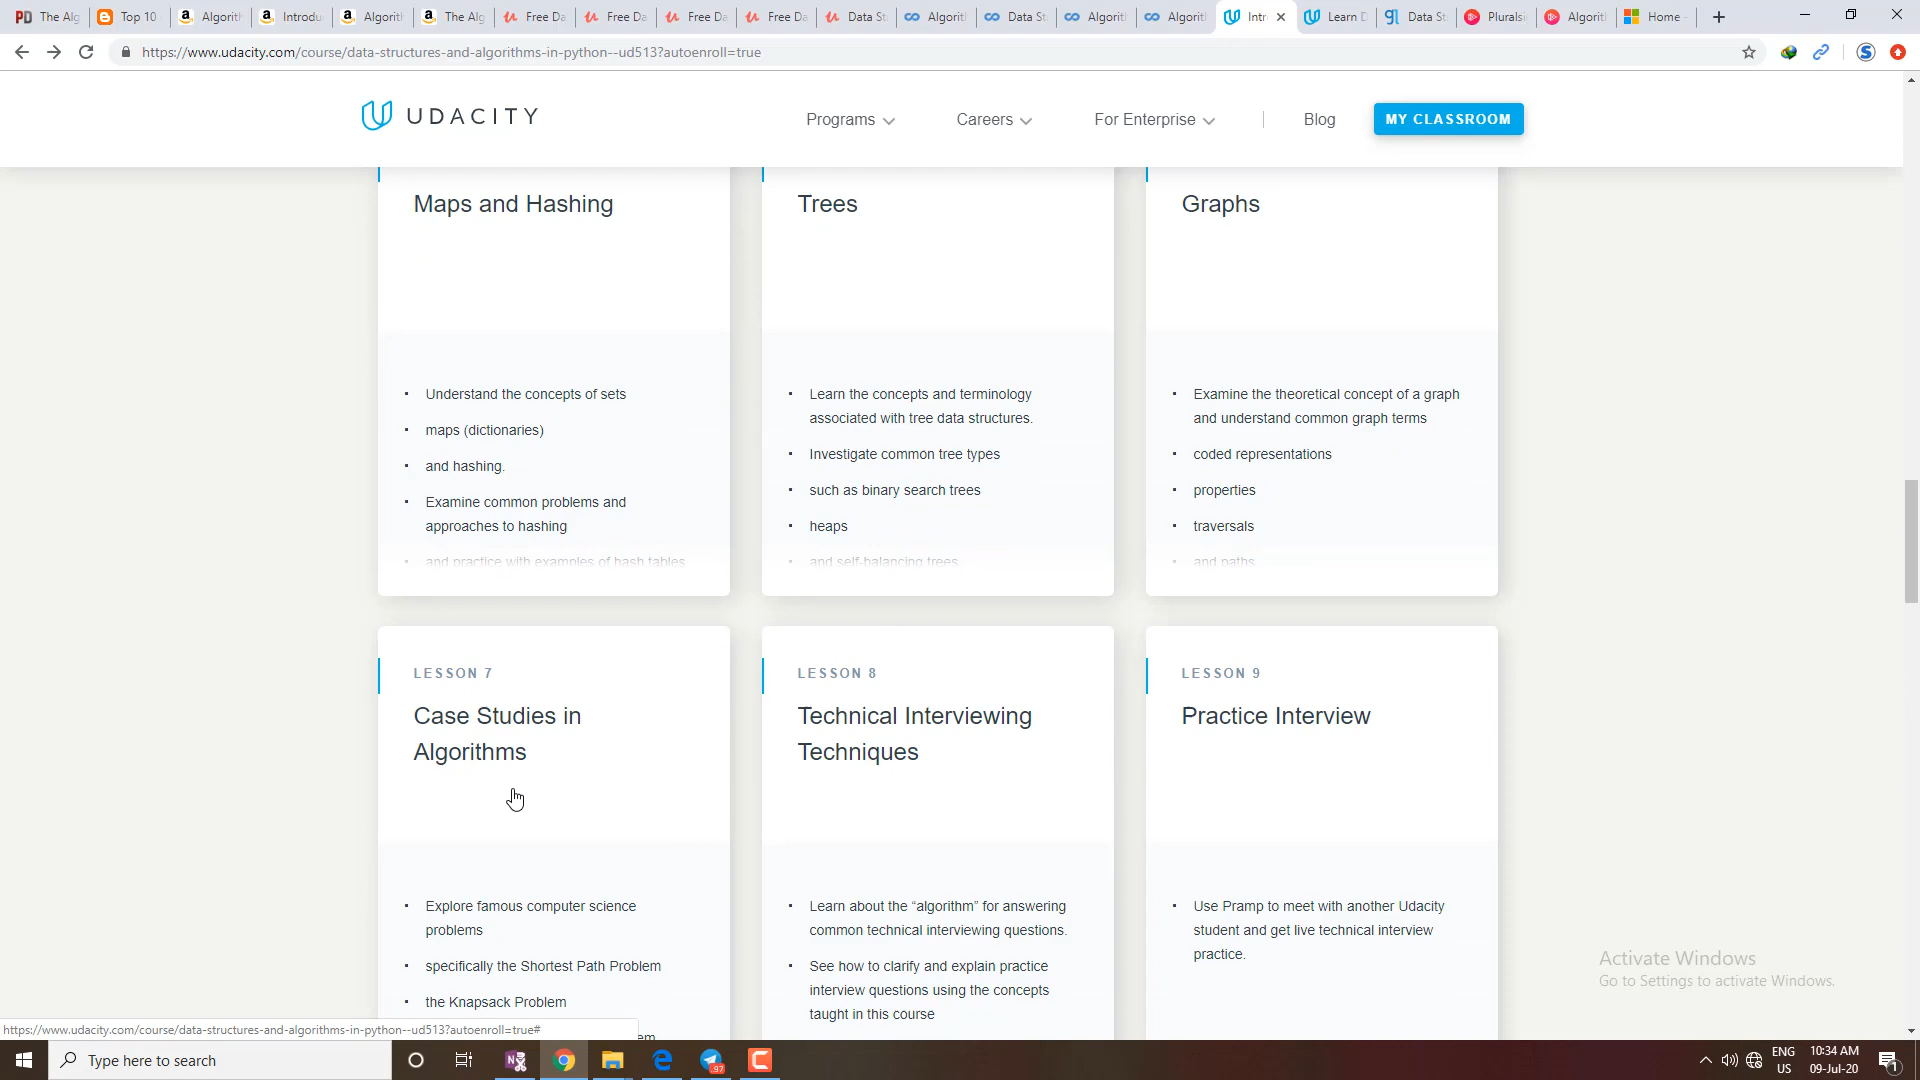 The Alg
Top 10
Algorit
Introdu
Algorit
The Alg
Free Da
Free Da
Free Da
Free Da
Data St
Algorit
Data St
Algorit
Algorit
Intr
Learn D
Data St
Pluralsi
Algorit
Home
https://www.udacity.com/course/data-structures-and-algorithms-in-python--ud513?autoenroll=true
UDACITY
Programs
Careers
For Enterprise
Blog
MY CLASSROOM
Maps and Hashing
Understand the concepts of sets
maps (dictionaries)
and hashing.
Examine common problems and
approaches to hashing
and practice with examples of hash tables
Trees
Learn the concepts and terminology
associated with tree data structures.
Investigate common tree types
such as binary search trees
heaps
and self-balancing trees
Graphs
Examine the theoretical concept of a graph
and understand common graph terms
coded representations
properties
traversals
and paths
LESSON 7
Case Studies in
Algorithms
Explore famous computer science
problems
specifically the Shortest Path Problem
the Knapsack Problem
LESSON 8
Technical Interviewing
Techniques
Learn about the “algorithm” for answering
common technical interviewing questions.
See how to clarify and explain practice
interview questions using the concepts
taught in this course
LESSON 9
Practice Interview
Use Pramp to meet with another Udacity
student and get live technical interview
practice.
Activate Windows
Go to Settings to activate Windows.
https://www.udacity.com/course/data-structures-and-algorithms-in-python--ud513?autoenroll=true#
Type here to search
97
ENG
US
10:34 AM
09-Jul-20
1